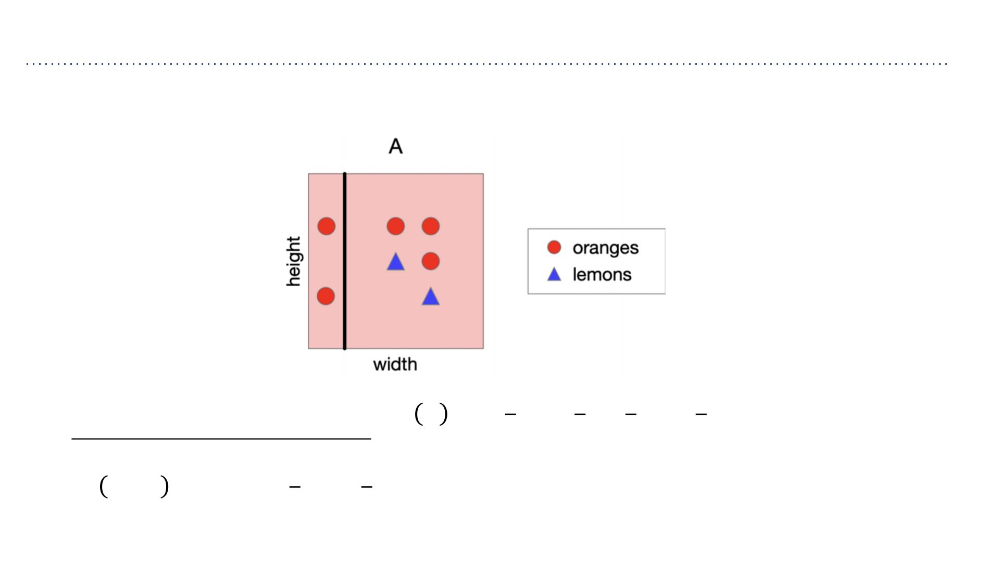 A
height
oranges
lemons
width
( ) – – – –
( ) – –